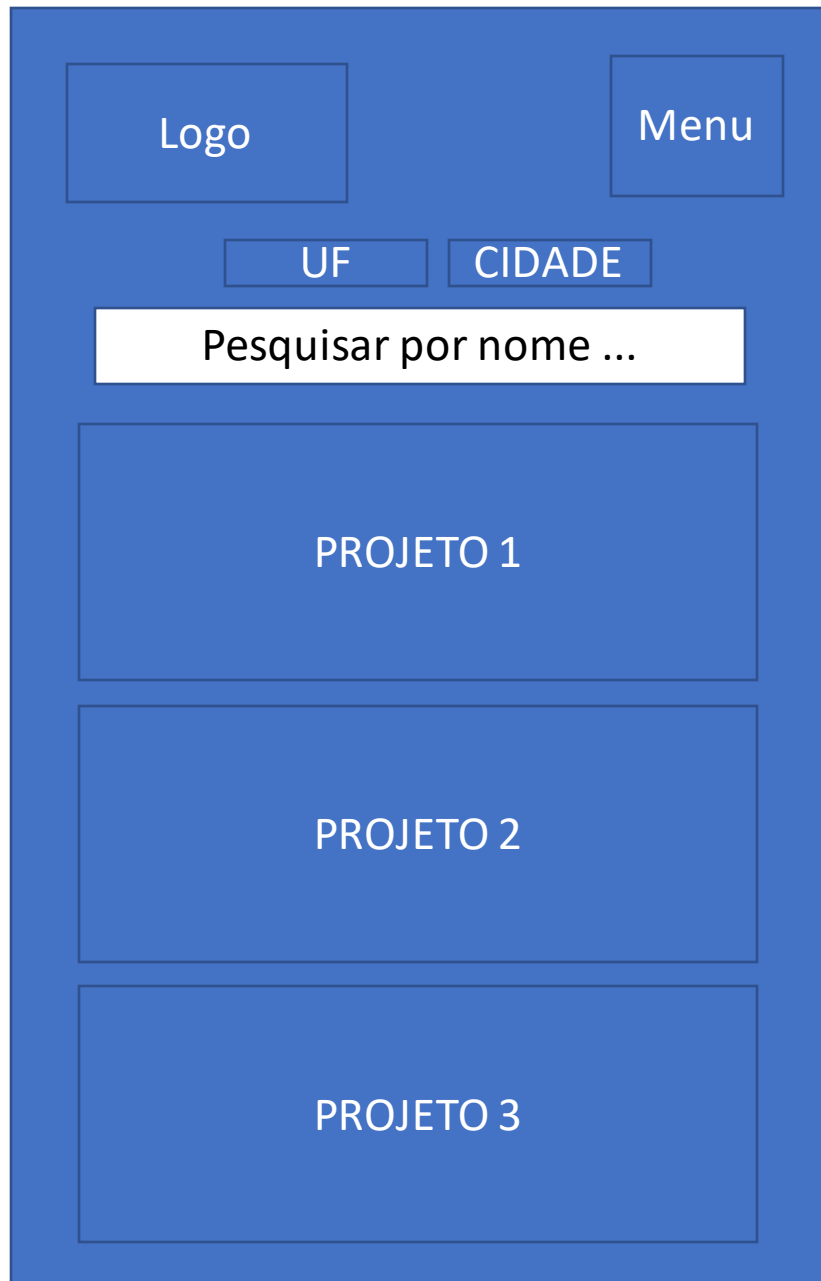 Logo
Menu
UF
CIDADE
Pesquisar por nome ...
PROJETO 1
PROJETO 2
PROJETO 3